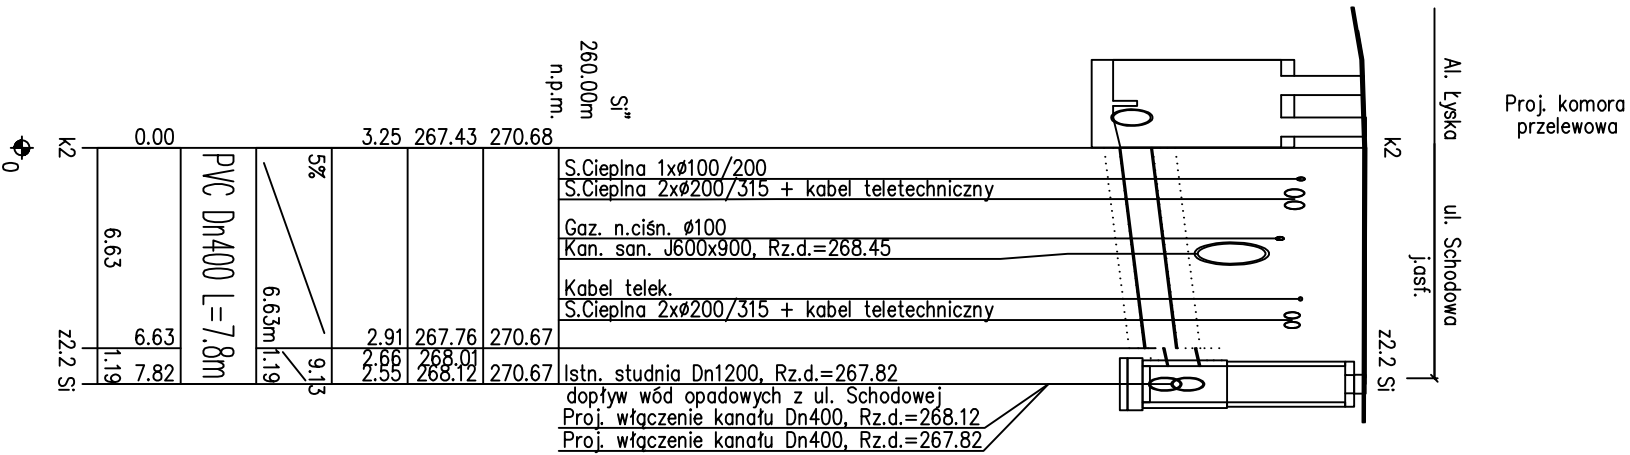 Proj. komora
przelewowa
Al. Łyska
ul. Schodowa
j.asf.
k2
z2.2
Si
Si"
260.00m
n.p.m.
0
k2
0.00
3.25
267.43
270.68
S.Cieplna 1xø100/200
S.Cieplna 2xø200/315 + kabel teletechniczny
Gaz. n.ciśn. ø100
Kan. san. J600x900, Rz.d.=268.45
Kabel telek.
S.Cieplna 2xø200/315 + kabel teletechniczny
6.63
PVC Dn400 L=7.8m
5%
6.63m
z2.2
6.63
2.91
267.76
270.67
2.66
268.01
1.19
1.19
9.13
Si
7.82
2.55
268.12
270.67
Istn. studnia Dn1200, Rz.d.=267.82
dopływ wód opadowych z ul. Schodowej
Proj. włączenie kanału Dn400, Rz.d.=268.12
Proj. włączenie kanału Dn400, Rz.d.=267.82